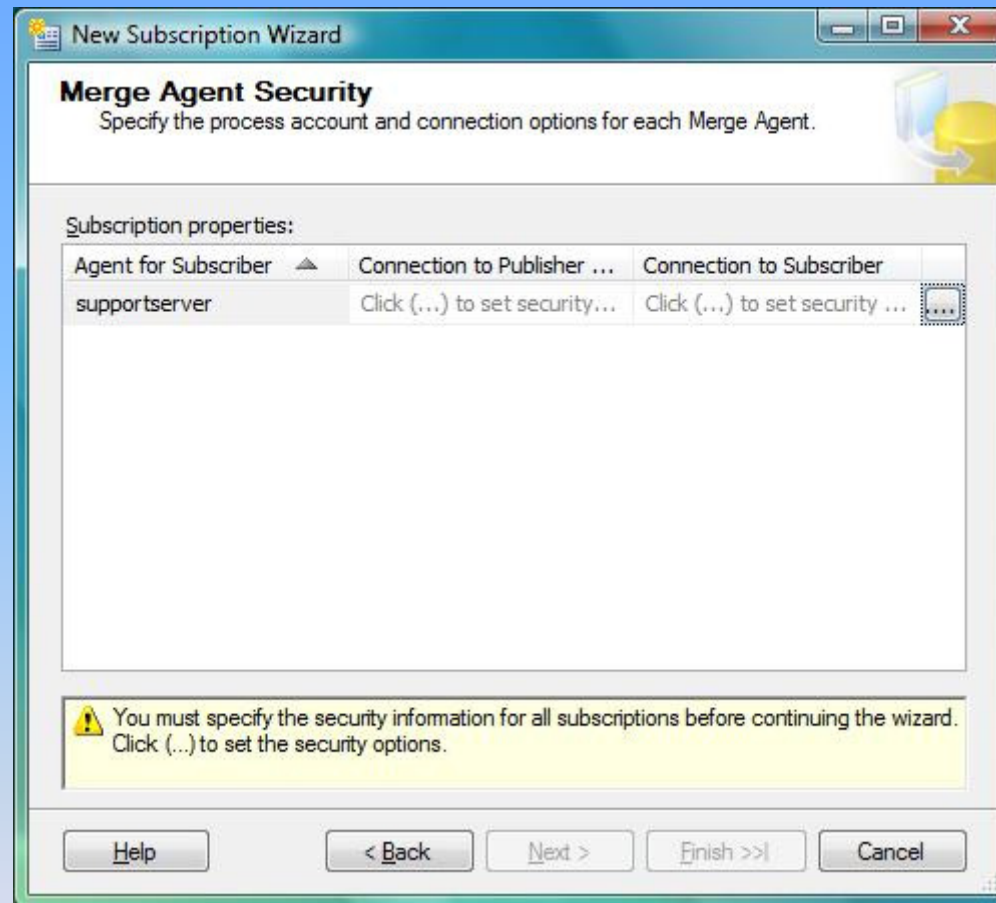 New Subscription Wizard
Merge Agent Security
Specify the process account and connection options for each Merge Agent.
Subscription properties:
Agent for Subscriber Connection to Publisher ... Connection to Subscriber
supportserver Click (...) to set security... Click (...) to set security ... ....
You must specify the security information for all subscriptions before continuing the wizard.
Click (...) to set the security options.
Help < Back Next > Finish >>| Cancel